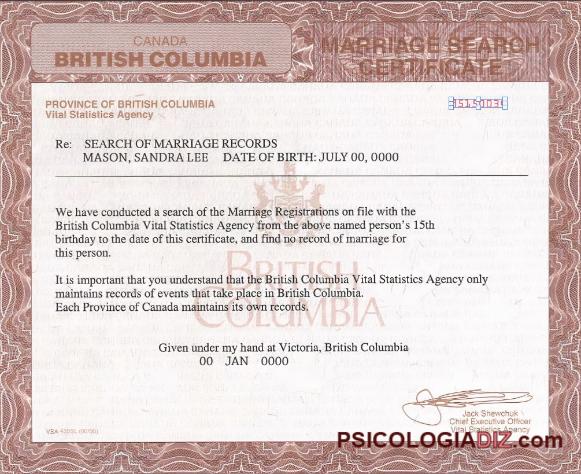 CANADA
BRITISH COLUMBIA
MARRIAGE SEARCH
CERTIFICATE
PROVINCE OF BRITISH COLUMBIA
Vital Statistics Agency
Re: SEARCH OF MARRIAGE RECORDS
MASON, SANDRA LEE DATE OF BIRTH: JULY 00, 0000
We have conducted a search of the Marriage Registrations on file with the
British Columbia Vital Statistics Agency from the above named person's 15th
birthday to the date of this certificate, and find no record of marriage for
this person.
It is important that you understand that the British Columbia Vital Statistics Agency only
maintains records of events that take place in British Columbia.
Each Province of Canada maintains its own records.
BRITISH
COLUMBIA
Given under my hand at Victoria, British Columbia
00 JAN 0000
Jack Shewchuk
Chief Executive Officer
Vital Statistics Agency
PSICOLOGIADIZ.com